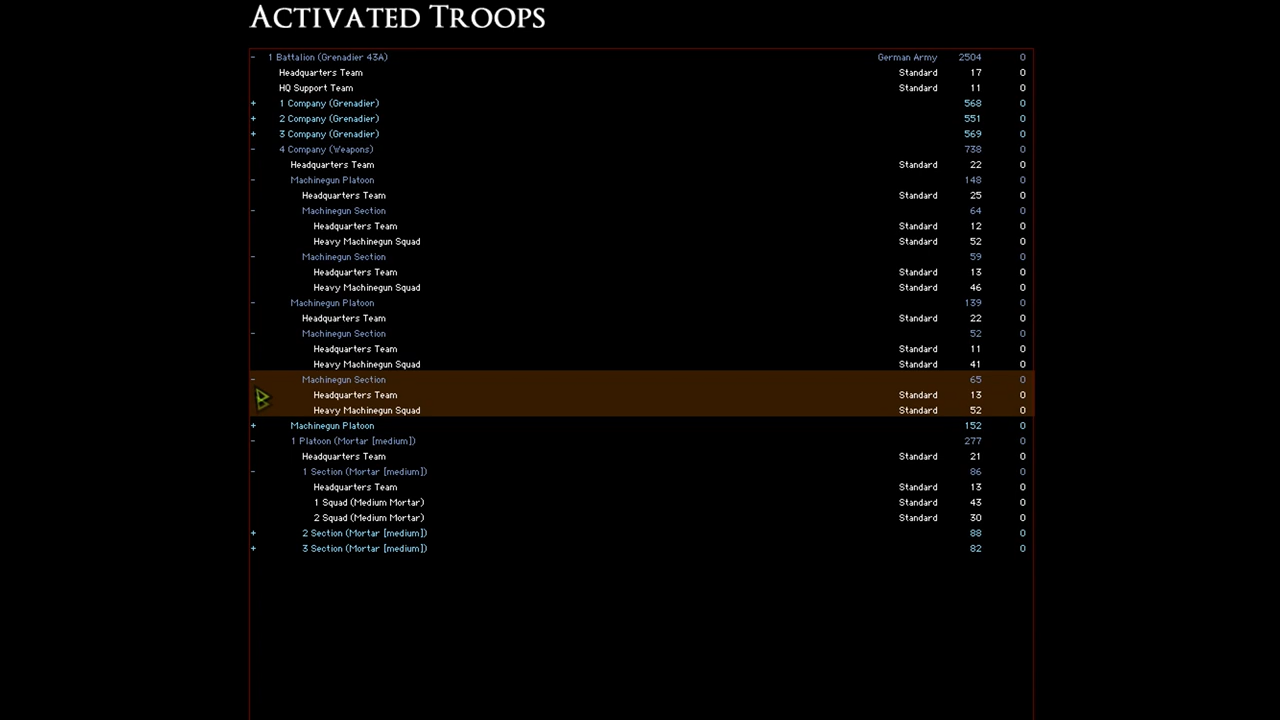 ACTIVATED TROOPS
- 1 Battalion (Grenadier 43A) German Army 2504 0
Headquarters Team Standard 17 0
HQ Support Team Standard 11 0
+ 1 Company (Grenadier) 568 0
+ 2 Company (Grenadier) 551 0
+ 3 Company (Grenadier) 569 0
- 4 Company (Weapons) 738 0
Headquarters Team Standard 22 0
- Machinegun Platoon 148 0
Headquarters Team Standard 25 0
- Machinegun Section 64 0
Headquarters Team Standard 12 0
Heavy Machinegun Squad Standard 52 0
- Machinegun Section 59 0
Headquarters Team Standard 13 0
Heavy Machinegun Squad Standard 46 0
- Machinegun Platoon 139 0
Headquarters Team Standard 22 0
- Machinegun Section 52 0
Headquarters Team Standard 11 0
Heavy Machinegun Squad Standard 41 0
- Machinegun Section 65 0
Headquarters Team Standard 13 0
Heavy Machinegun Squad Standard 52 0
+ Machinegun Platoon 152 0
- 1 Platoon (Mortar [medium]) 277 0
Headquarters Team Standard 21 0
- 1 Section (Mortar [medium]) 86 0
Headquarters Team Standard 13 0
1 Squad (Medium Mortar) Standard 43 0
2 Squad (Medium Mortar) Standard 30 0
+ 2 Section (Mortar [medium]) 88 0
+ 3 Section (Mortar [medium]) 82 0